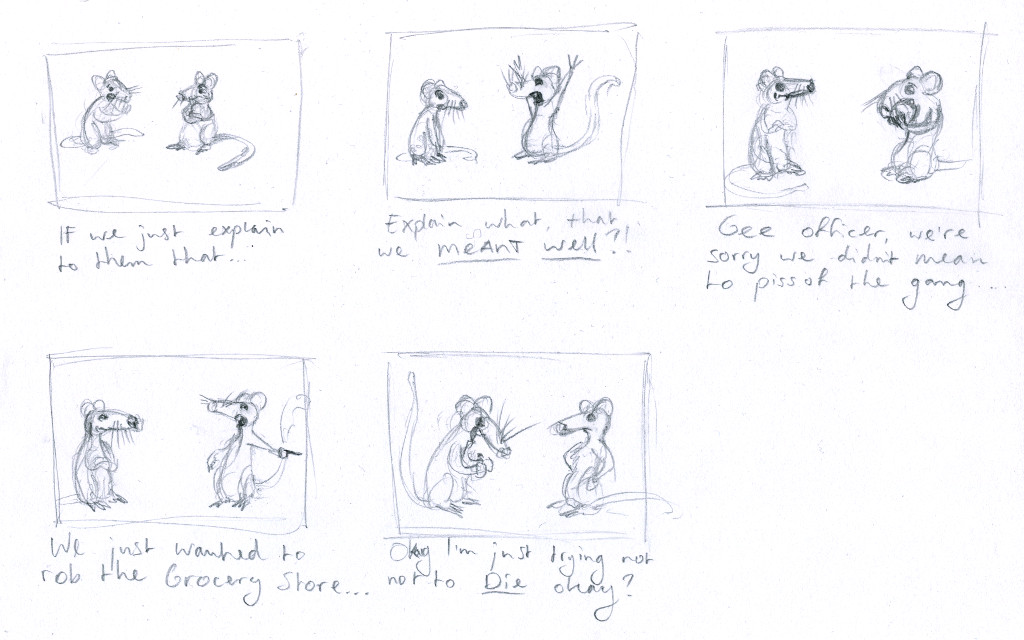 If we just explain
to them that...
Explain what, that..
we MEANT well?!
Gee officer, we're
sorry we didn't mean
to piss of the gang...
We just wanted to
rob the Grocery Store...
Okay I'm just trying not
not to Die okay?